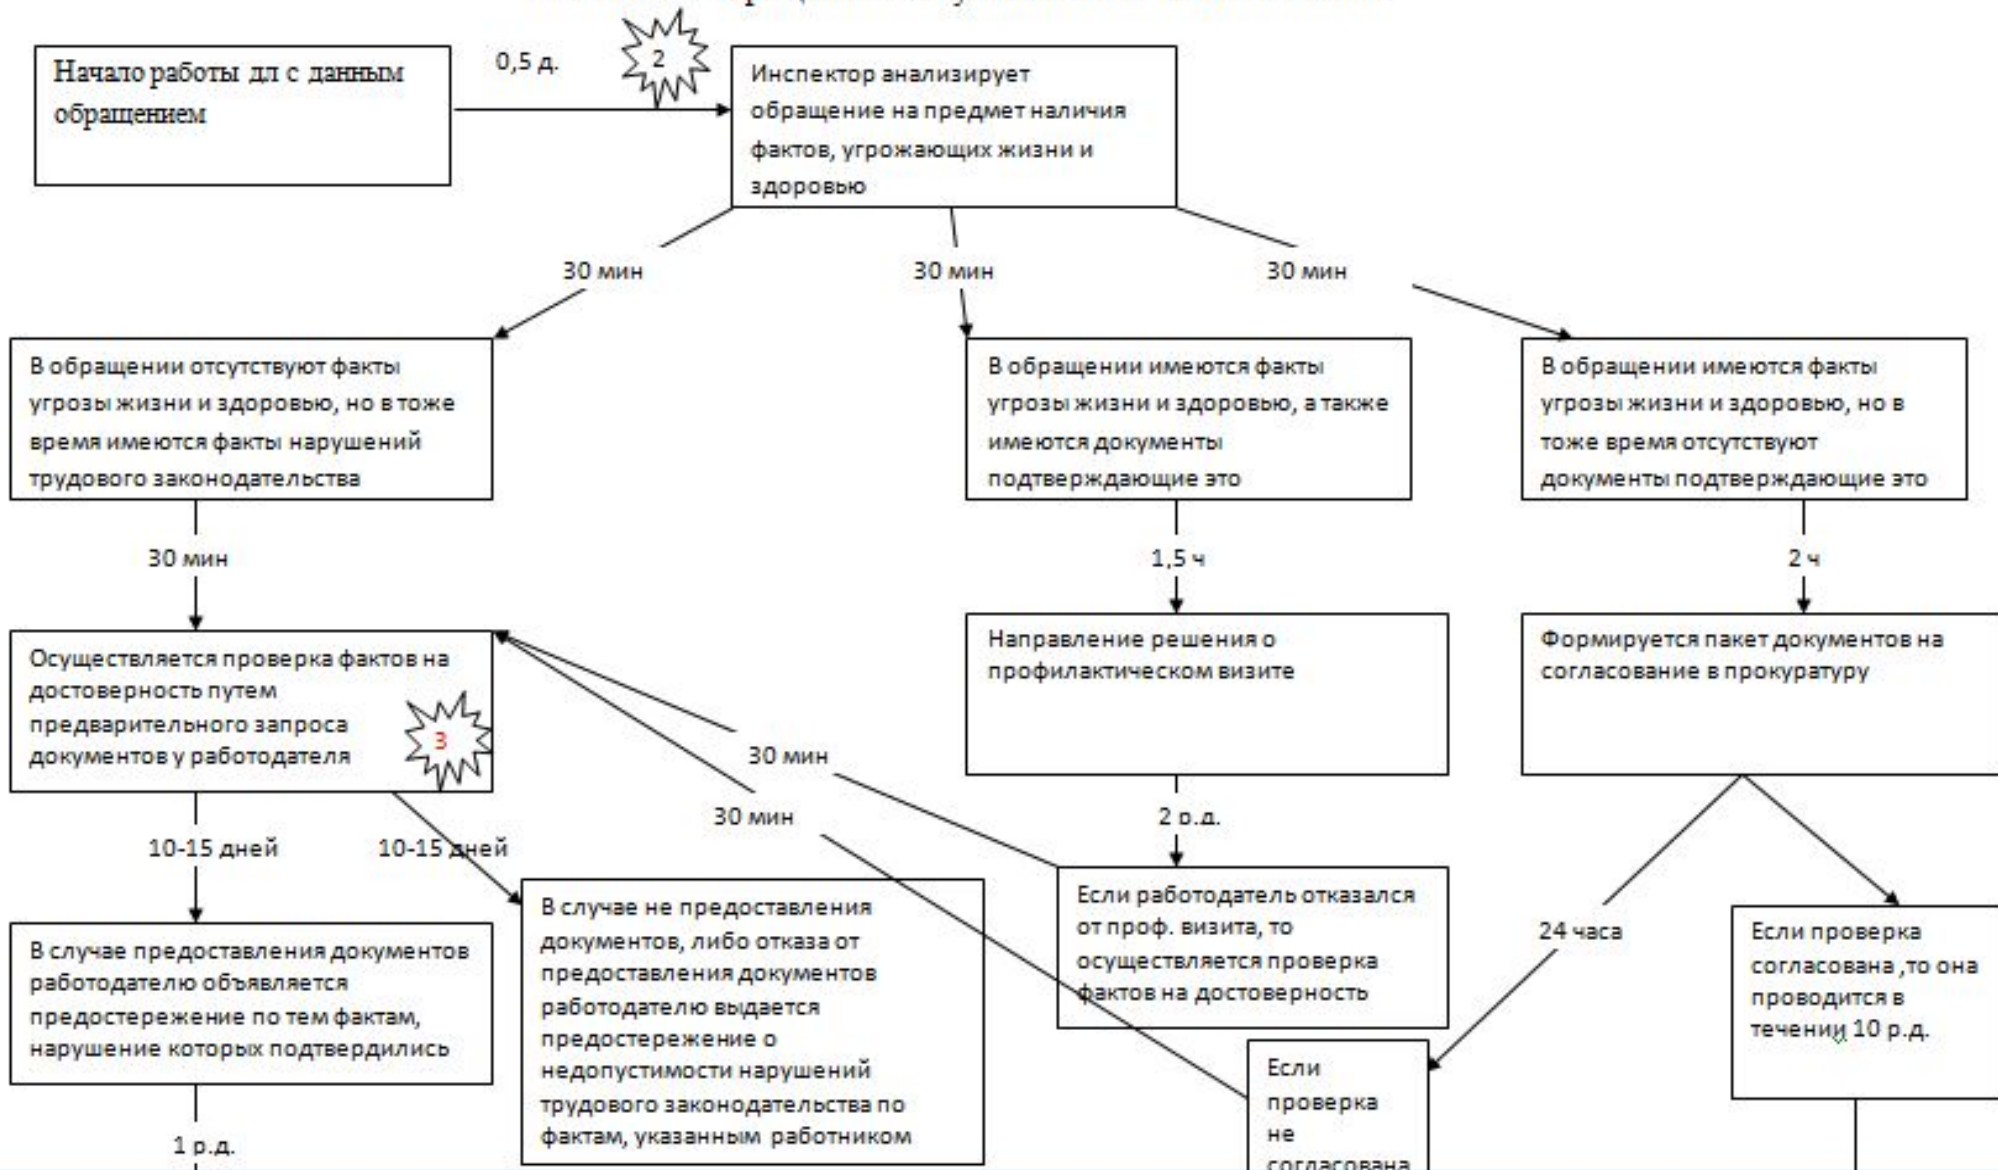 Начало работы дл с данным
обращением
0,5 д.
2
Инспектор анализирует
обращение на предмет наличия
фактов, угрожающих жизни и
здоровью
30 мин
30 мин
30 мин
В обращении отсутствуют факты
угрозы жизни и здоровью, но в тоже
время имеются факты нарушений
трудового законодательства
В обращении имеются факты
угрозы жизни и здоровью, а также
имеются документы
подтверждающие это
В обращении имеются факты
угрозы жизни и здоровью, но в
тоже время отсутствуют
документы подтверждающие это
30 мин
1,5 ч
2 ч
Осуществляется проверка фактов на
достоверность путем
предварительного запроса
документов у работодателя
3
Направление решения о
профилактическом визите
Формируется пакет документов на
согласование в прокуратуру
30 мин
30 мин
2 р.д.
10-15 дней
10-15 дней
24 часа
В случае предоставления документов
работодателю объявляется
предостережение по тем фактам,
нарушение которых подтвердились
В случае не предоставления
документов, либо отказа от
предоставления документов
работодателю выдается
предостережение о
недопустимости нарушений
трудового законодательства по
фактам, указанным работником
Если работодатель отказался
от проф. визита, то
осуществляется проверка
фактов на достоверность
Если проверка
согласована ,то она
проводится в
течении 10 р.д.
Если
проверка
не
согласована
1 р.д.